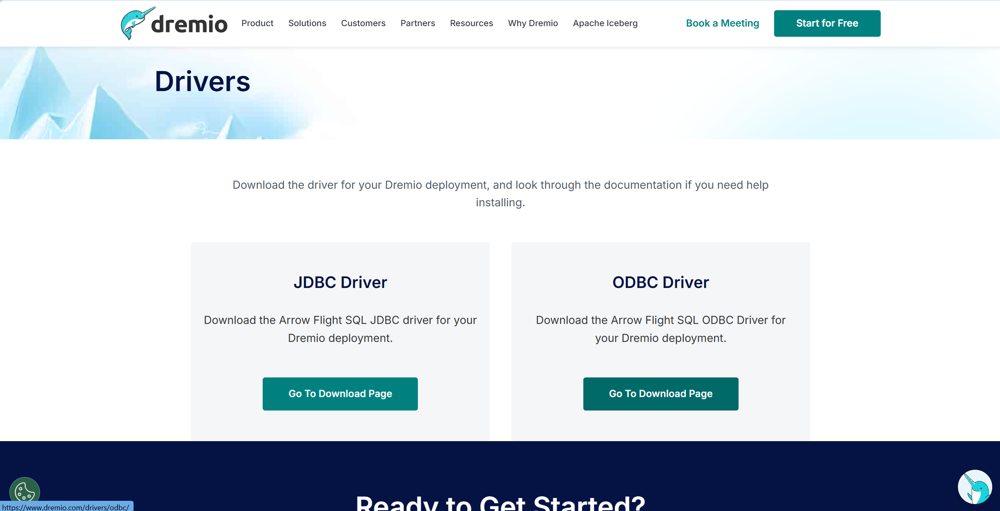 dremio
Product
Solutions
Customers
Partners
Resources
Why Dremio
Apache Iceberg
Book a Meeting
Start for Free
Drivers
Download the driver for your Dremio deployment, and look through the documentation if you need help
installing.
JDBC Driver
Download the Arrow Flight SQL JDBC driver for your
Dremio deployment.
Go To Download Page
ODBC Driver
Download the Arrow Flight SQL ODBC Driver for
your Dremio deployment.
Go To Download Page
Ready to Get Started?
https://www.dremio.com/drivers/odbc/